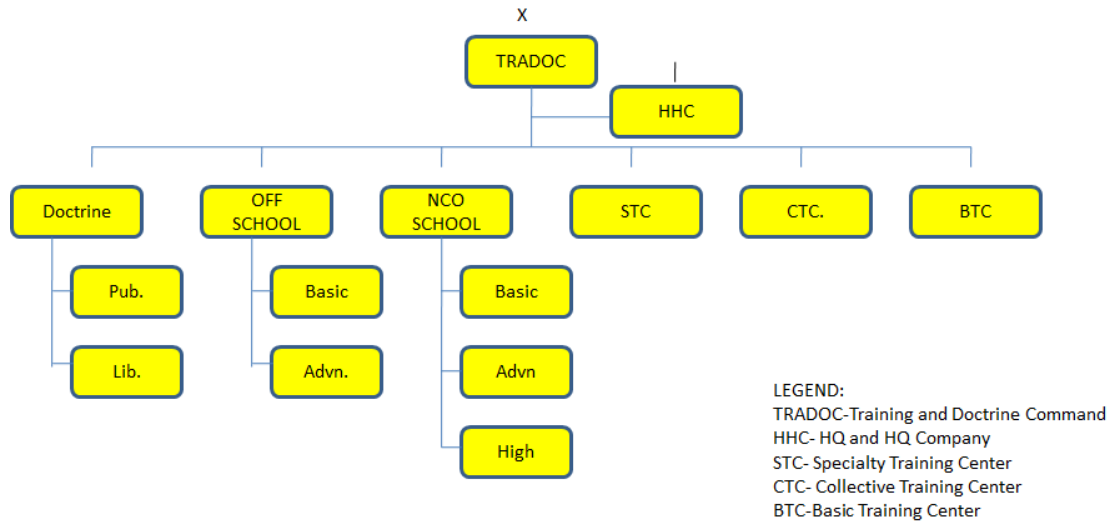 X
TRADOC
|
HHC
Doctrine
OFF
SCHOOL
NCO
SCHOOL
STC
CTC.
BTC
Pub.
Basic
Basic
Lib.
Advn.
Advn
High
LEGEND:
TRADOC-Training and Doctrine Command
HHC- HQ and HQ Company
STC- Specialty Training Center
CTC- Collective Training Center
BTC-Basic Training Center